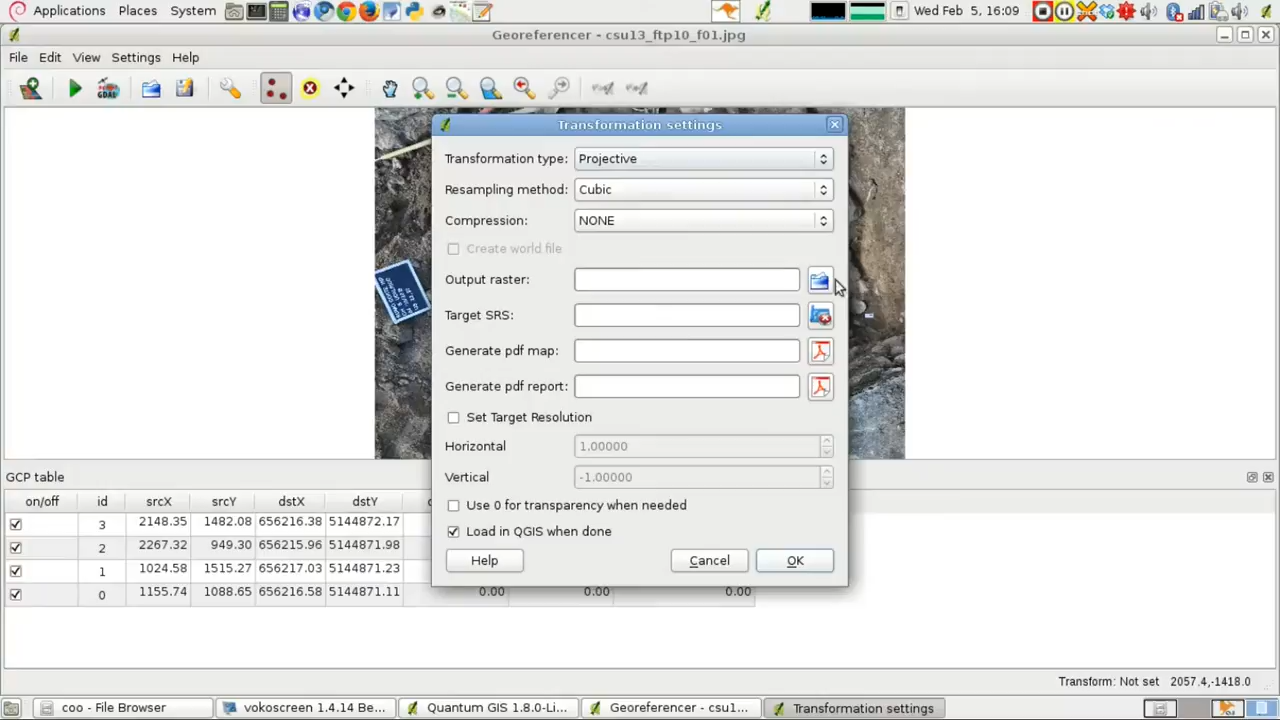 Applications Places System Wed Feb 5, 16:09
Georeferencer - csu13_ftp10_f01.jpg
File Edit View Settings Help
GDAL
Transformation settings
Transformation type: Projective
Resampling method: Cubic
Compression: NONE
Create world file
Output raster:
Target SRS:
Generate pdf map:
Generate pdf report:
Set Target Resolution
Horizontal 1.00000
Vertical -1.00000
Use 0 for transparency when needed
Load in QGIS when done
Help Cancel OK
GCP table
on/off id srcX srcY dstX dstY
3 2148.35 1482.08 656216.38 5144872.17
2 2267.32 949.30 656215.96 5144871.98
1 1024.58 1515.27 656217.03 5144871.23
0 1155.74 1088.65 656216.58 5144871.11 0.00 0.00 0.00
Transform: Not set 2057.4,-1418.0
coo - File Browser vokoscreen 1.4.14 Be... Quantum GIS 1.8.0-Li... Georeferencer - csu1... Transformation settings